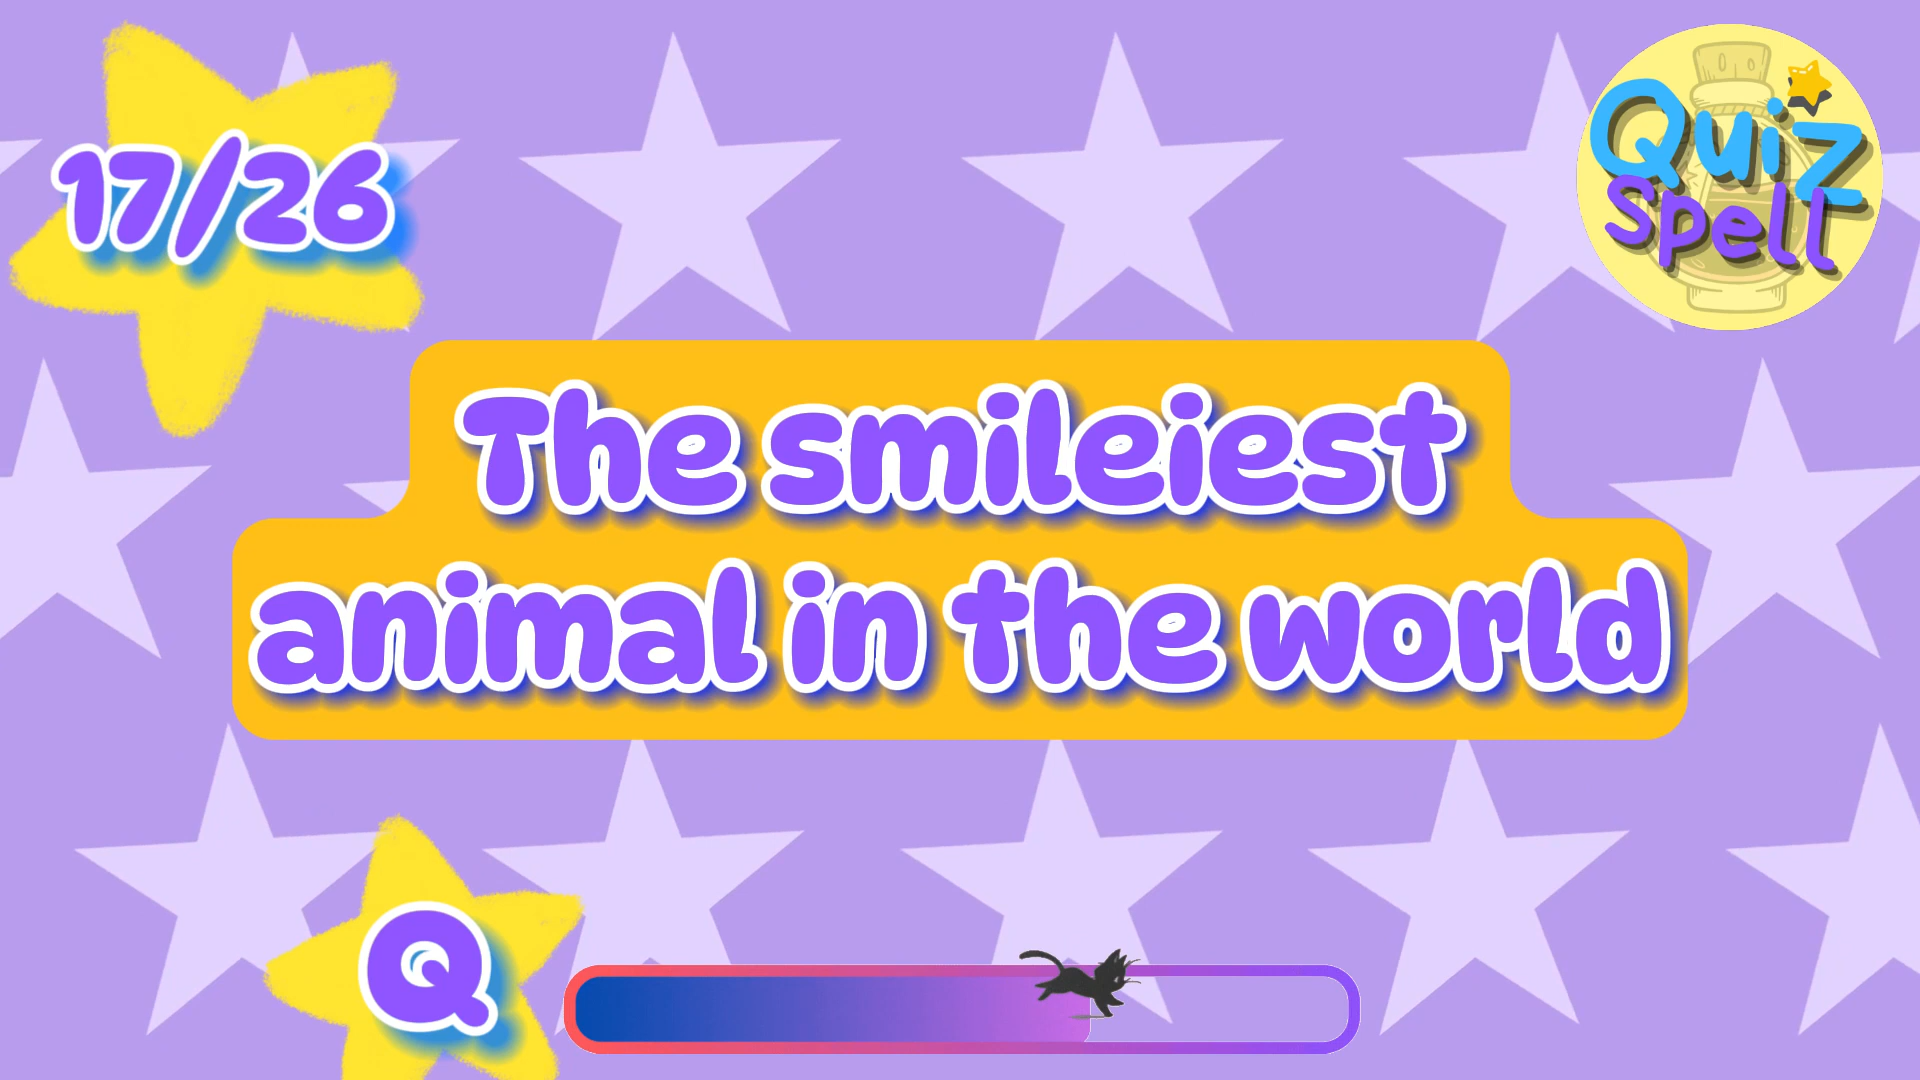 17/26
Quiz
Spell
The smileiest
animal in the world
Q